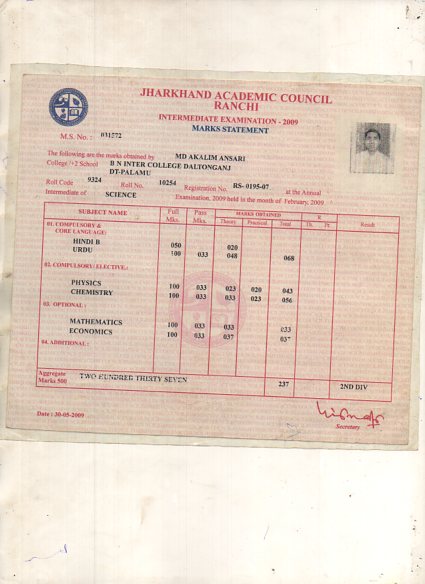 JHARKHAND ACADEMIC COUNCIL
RANCHI
INTERMEDIATE EXAMINATION - 2009
MARKS STATEMENT
M.S. No. : 031572
The following are the marks obtained by MD AKALIM ANSARI
College '+2 School B N INTER COLLEGE DALTONGANJ
DT-PALAMU
Roll Code 9324 Roll No. 10254 Registration No. RS- 0195-07 at the Annual
Intermediate of SCIENCE Examination, 2009 held in the month of February, 2009
SUBJECT NAME Full Mks. Pass Mks. MARKS OBTAINED R Result
Theory Practical Total Th. Pr.
01. COMPULSORY &
CORE LANGUAGE:
HINDI B 050 020
URDU 100 033 048 068
02. COMPULSORY/ ELECTIVE.:
PHYSICS 100 033 023 020 043
CHEMISTRY 100 033 033 023 056
03. OPTIONAL :
MATHEMATICS 100 033 033 033
ECONOMICS 100 033 037 037
04. ADDITIONAL :
Aggregate
Marks 500 TWO HUNDRED THIRTY SEVEN 237 2ND DIV
Date : 30-05-2009
Secretary